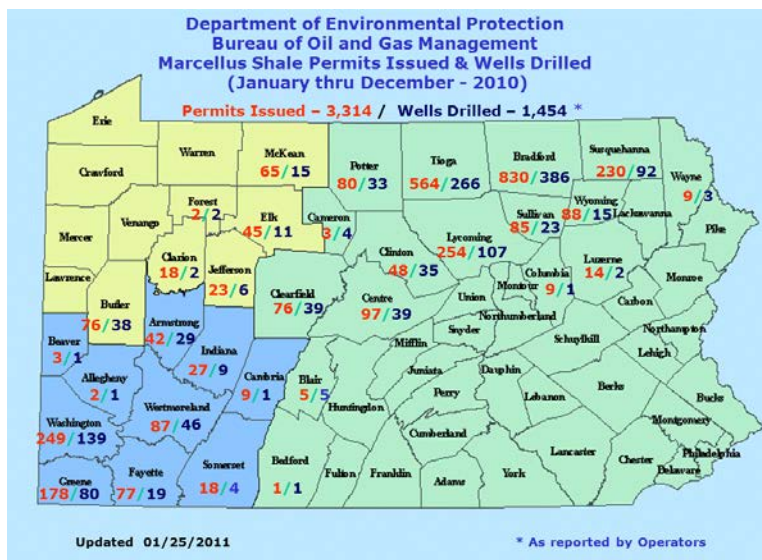 Department of Environmental Protection
Bureau of Oil and Gas Management
Marcellus Shale Permits Issued & Wells Drilled
(January thru December - 2010)
Permits Issued – 3,314 / Wells Drilled – 1,454 *
Erie
Crawford
Warren
McKean
65/15
Potter
80/33
Tioga
564/266
Bradford
830/386
Susquehanna
230/92
Wayne
9/3
Forest
2/2
Elk
45/11
Cameron
3/4
Sullivan
85/23
Wyoming
88/15
Lackawanna
Pike
Mercer
Venango
Clarion
18/2
Jefferson
23/6
Clinton
48/35
Lycoming
254/107
Columbia
9/1
Luzerne
14/2
Monroe
Lawrence
Butler
76/38
Clearfield
76/39
Centre
97/39
Union
Montour
Northumberland
Snyder
Carbon
Schuylkill
Northampton
Lehigh
Beaver
3/1
Armstrong
42/29
Indiana
27/9
Cambria
9/1
Blair
5/5
Mifflin
Juniata
Perry
Dauphin
Lebanon
Berks
Bucks
Allegheny
2/1
Westmoreland
87/46
Huntingdon
Cumberland
Montgomery
Philadelphia
Washington
249/139
Greene
178/80
Fayette
77/19
Somerset
18/4
Bedford
1/1
Fulton
Franklin
Adams
York
Lancaster
Chester
Delaware
Updated 01/25/2011
* As reported by Operators